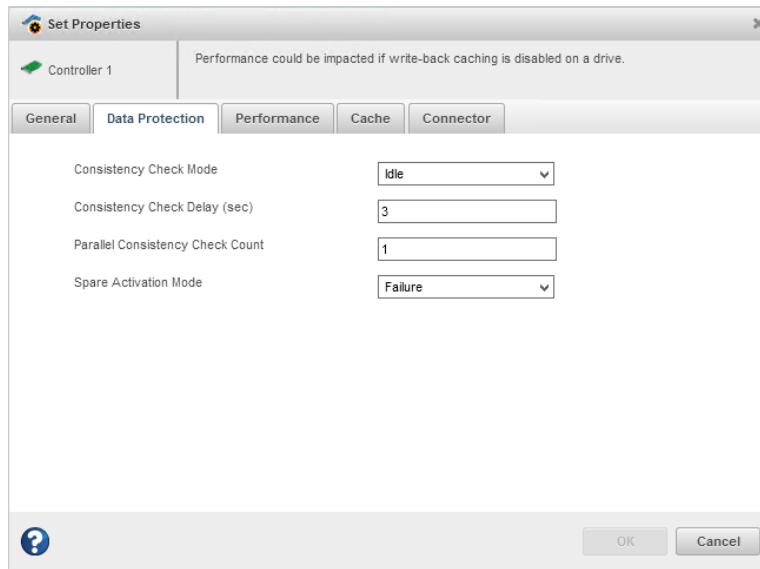 Set Properties
Controller 1
Performance could be impacted if write-back caching is disabled on a drive.
General Data Protection Performance Cache Connector
Consistency Check Mode Idle
Consistency Check Delay (sec) 3
Parallel Consistency Check Count 1
Spare Activation Mode Failure
OK Cancel